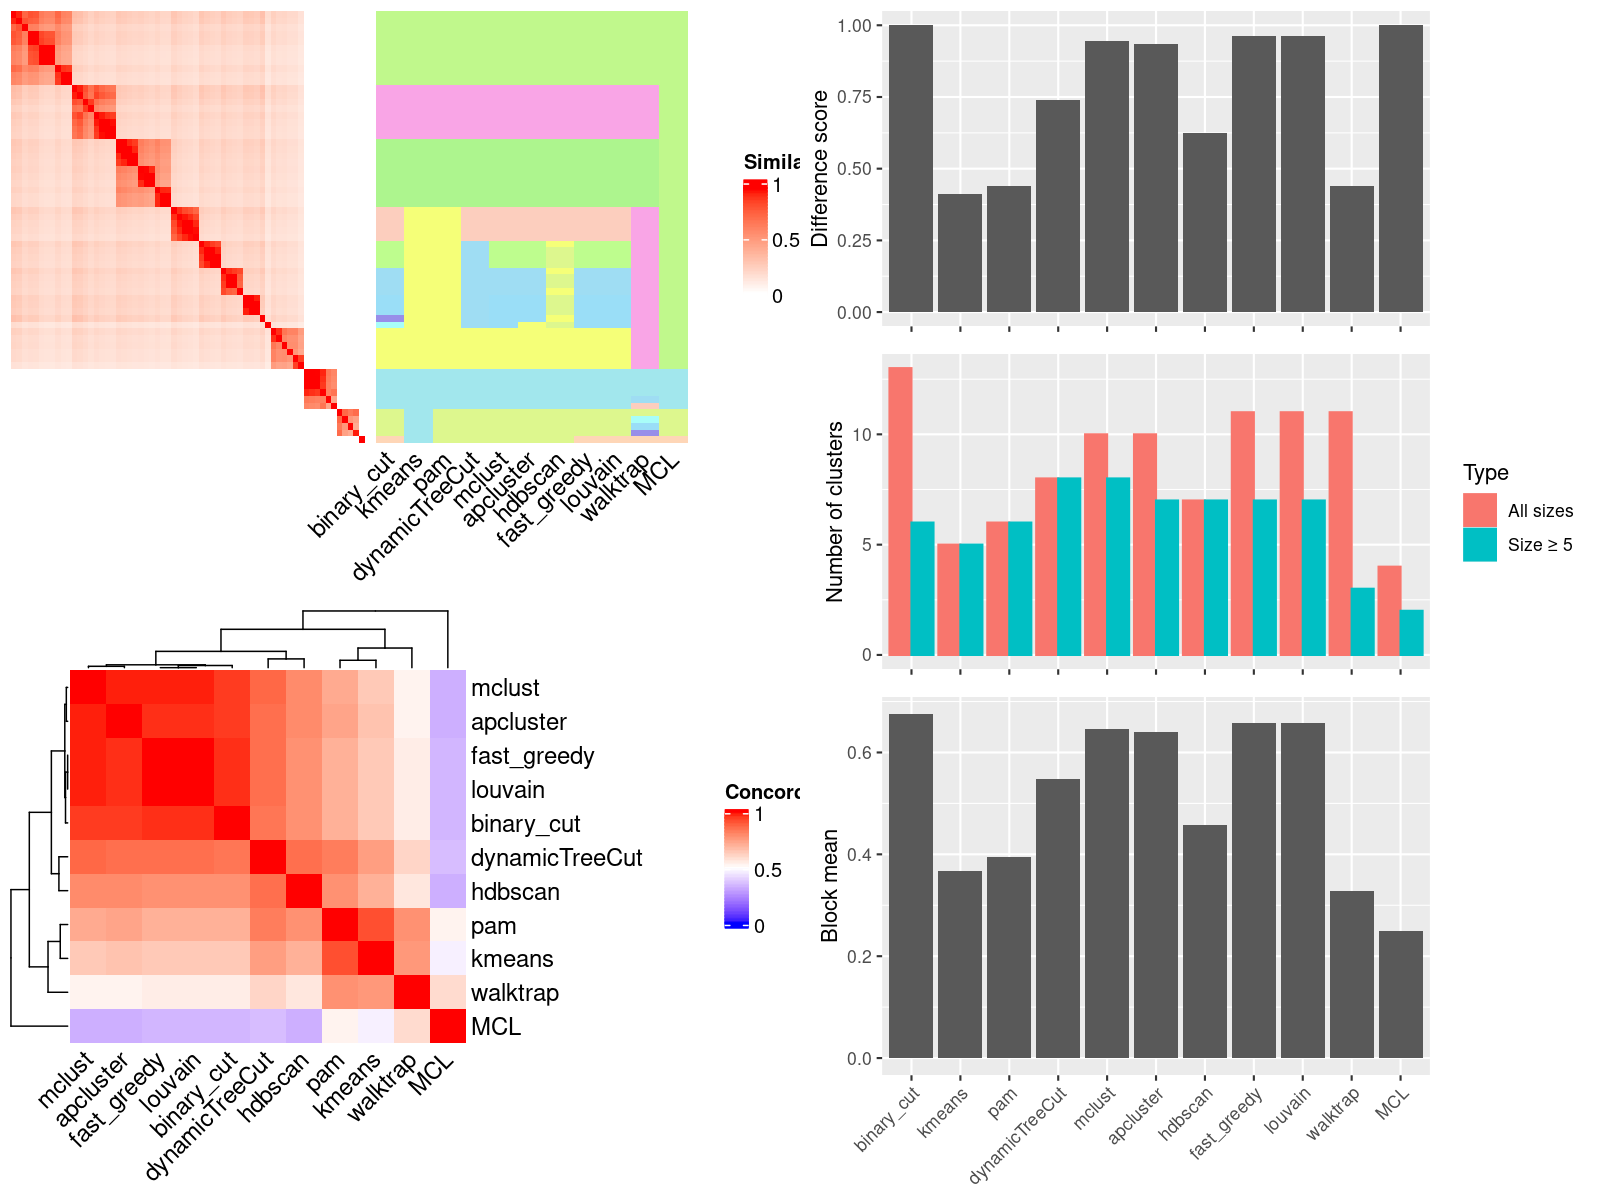 Simila
1
0.5
0
binary_cut
kmeans
pam
dynamicTreeCut
mclust
apcluster
hdbscan
fast_greedy
louvain
walktrap
MCL
mclust
apcluster
fast_greedy
louvain
binary_cut
dynamicTreeCut
hdbscan
pam
kmeans
walktrap
MCL
Concord
1
0.5
0
mclust
apcluster
fast_greedy
louvain
binary_cut
dynamicTreeCut
hdbscan
pam
kmeans
walktrap
MCL
Difference score
1.00
0.75
0.50
0.25
0.00
Number of clusters
10
5
0
Type
All sizes
Size ≥ 5
Block mean
0.6
0.4
0.2
0.0
binary_cut
kmeans
pam
dynamicTreeCut
mclust
apcluster
hdbscan
fast_greedy
louvain
walktrap
MCL